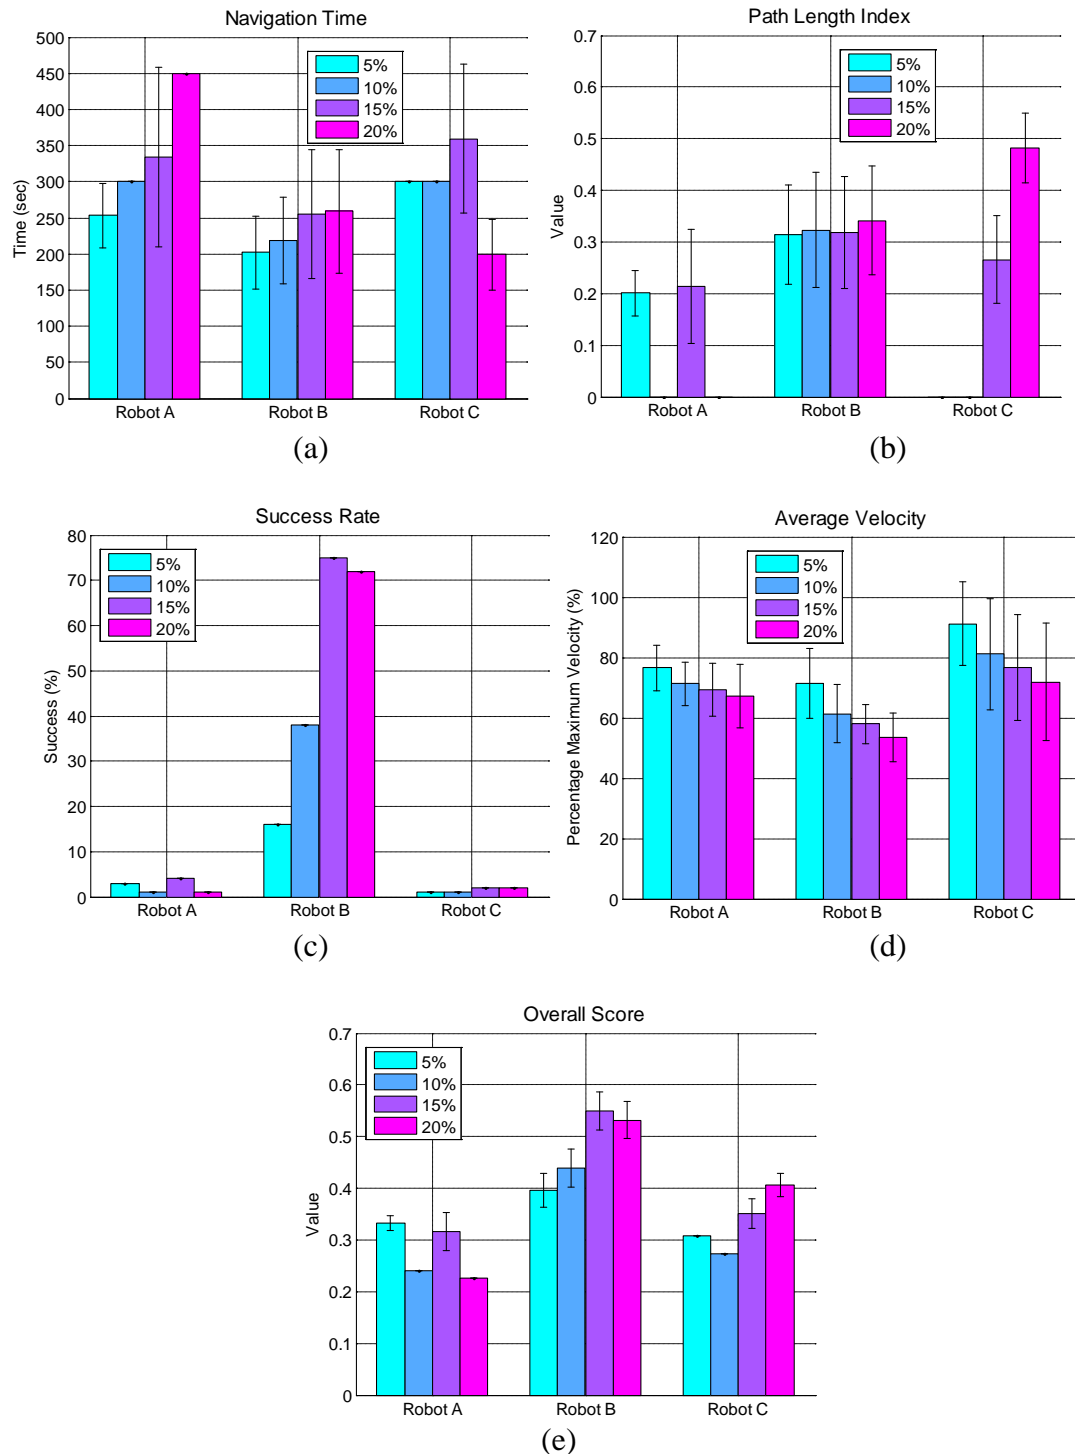 Navigation Time
Time (sec)
500
450
400
350
300
250
200
150
100
50
0
5%
10%
15%
20%
Robot A
Robot B
Robot C
(a)
Path Length Index
Value
0.7
0.6
0.5
0.4
0.3
0.2
0.1
0
5%
10%
15%
20%
Robot A
Robot B
Robot C
(b)
Success Rate
Success (%)
80
70
60
50
40
30
20
10
0
5%
10%
15%
20%
Robot A
Robot B
Robot C
(c)
Average Velocity
Percentage Maximum Velocity (%)
120
100
80
60
40
20
0
5%
10%
15%
20%
Robot A
Robot B
Robot C
(d)
Overall Score
Value
0.7
0.6
0.5
0.4
0.3
0.2
0.1
0
5%
10%
15%
20%
Robot A
Robot B
Robot C
(e)